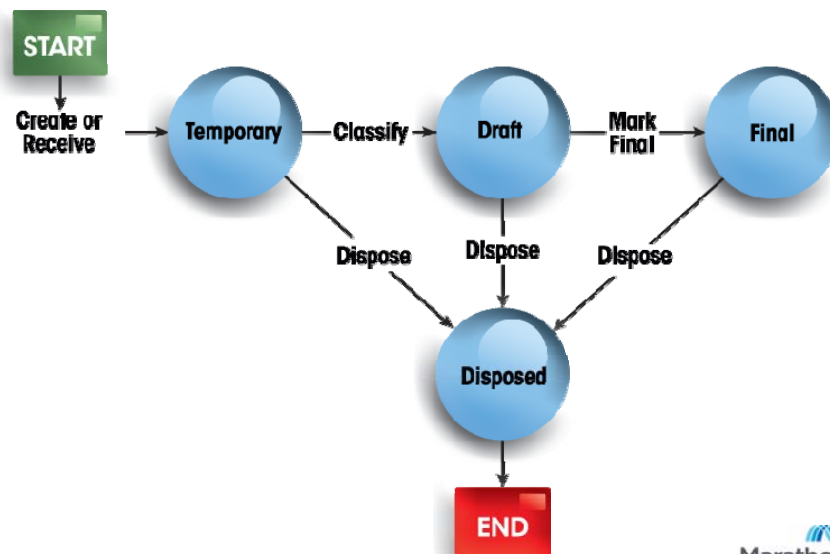 START
Create or
Receive
Temporary
Classify
Draft
Mark
Final
Final
Dispose
Dispose
Dispose
Disposed
END